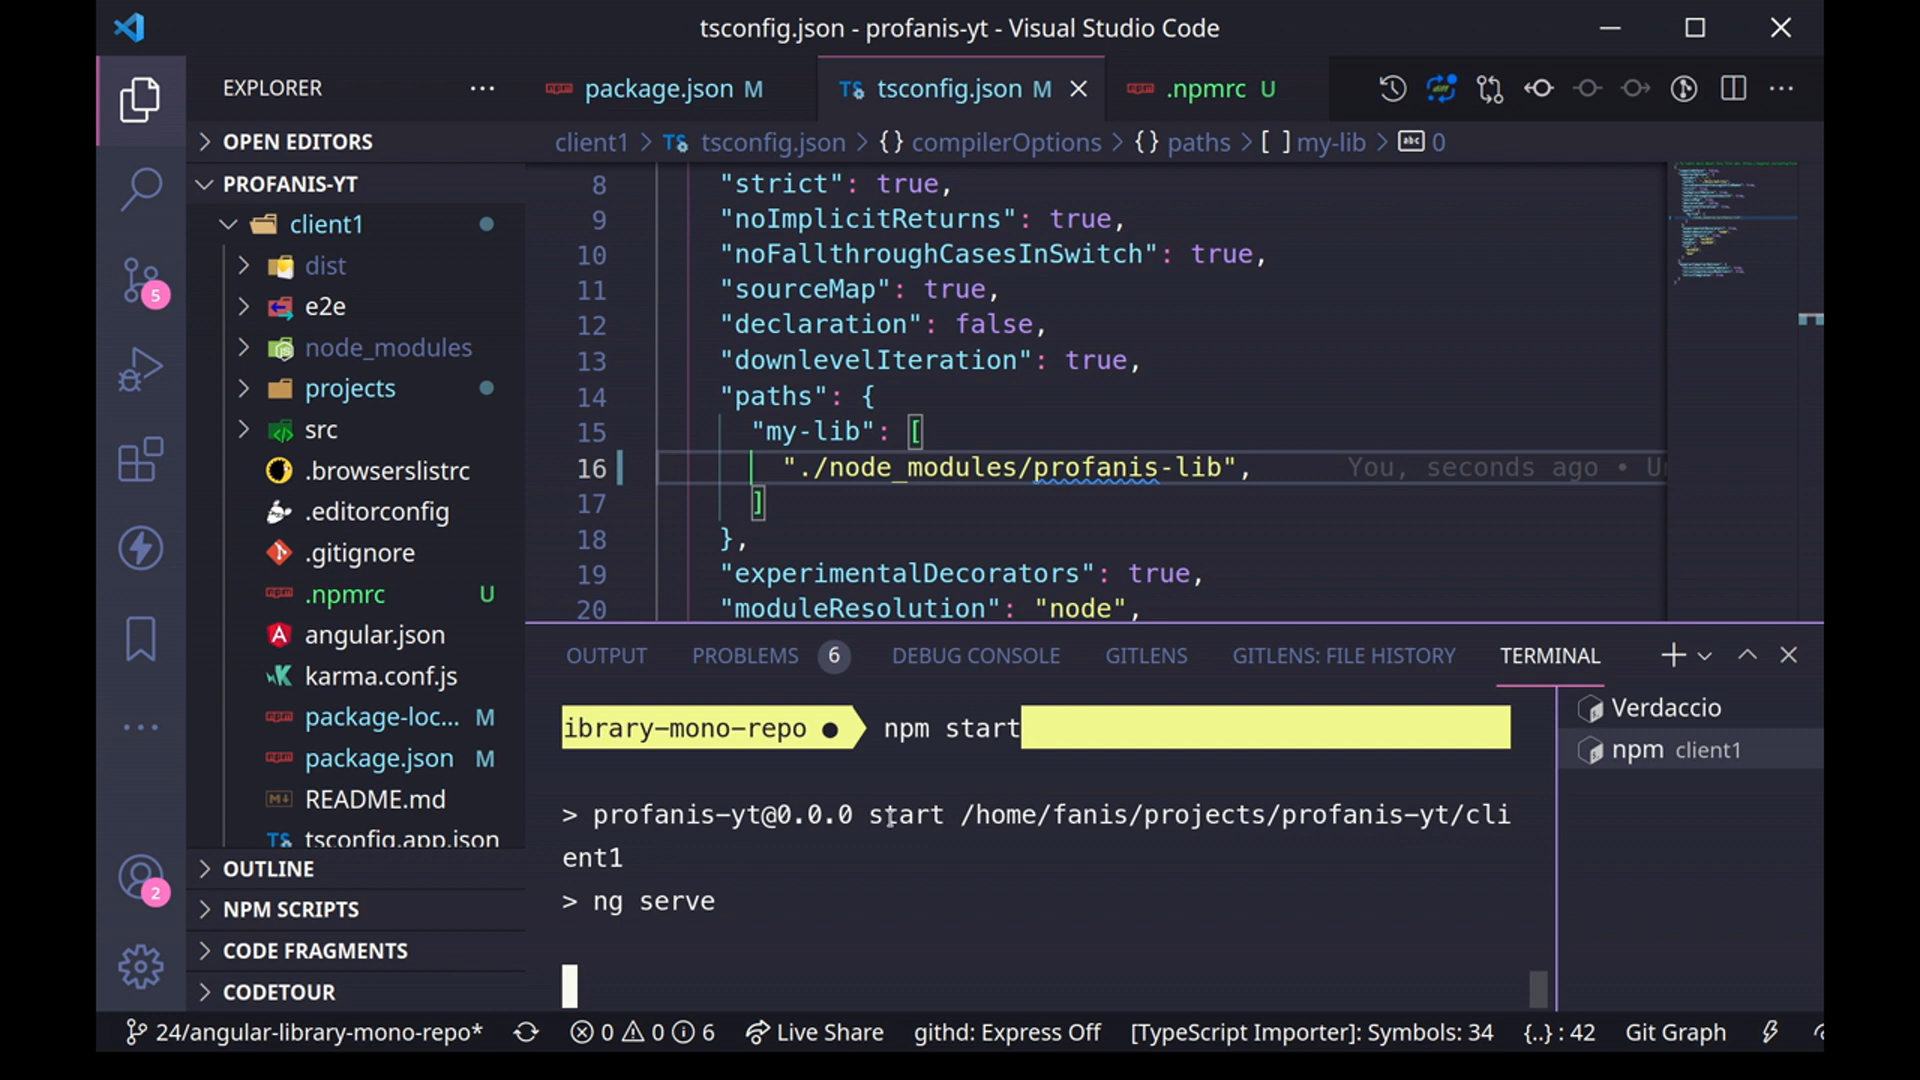 tsconfig.json - profanis-yt - Visual Studio Code
EXPLORER
package.json M
TS tsconfig.json M
.npmrc U
OPEN EDITORS
client1 > TS tsconfig.json > {} compilerOptions > {} paths > [ ] my-lib > abc 0
PROFANIS-YT
client1
dist
e2e
node_modules
projects
src
.browserslistrc
.editorconfig
.gitignore
.npmrc U
angular.json
karma.conf.js
package-loc... M
package.json M
README.md
TS tsconfig.app.json
OUTLINE
NPM SCRIPTS
CODE FRAGMENTS
CODETOUR
5
2
8 "strict": true,
9 "noImplicitReturns": true,
10 "noFallthroughCasesInSwitch": true,
11 "sourceMap": true,
12 "declaration": false,
13 "downlevelIteration": true,
14 "paths": {
15 "my-lib": [
16 "./node_modules/profanis-lib", You, seconds ago •
17 ]
18 },
19 "experimentalDecorators": true,
20 "moduleResolution": "node",
OUTPUT PROBLEMS 6 DEBUG CONSOLE GITLENS GITLENS: FILE HISTORY TERMINAL
ibrary-mono-repo ● npm start
> profanis-yt@0.0.0 start /home/fanis/projects/profanis-yt/cli
ent1
> ng serve
Verdaccio
npm client1
24/angular-library-mono-repo* 0 0 6 Live Share githd: Express Off [TypeScript Importer]: Symbols: 34 {..} : 42 Git Graph